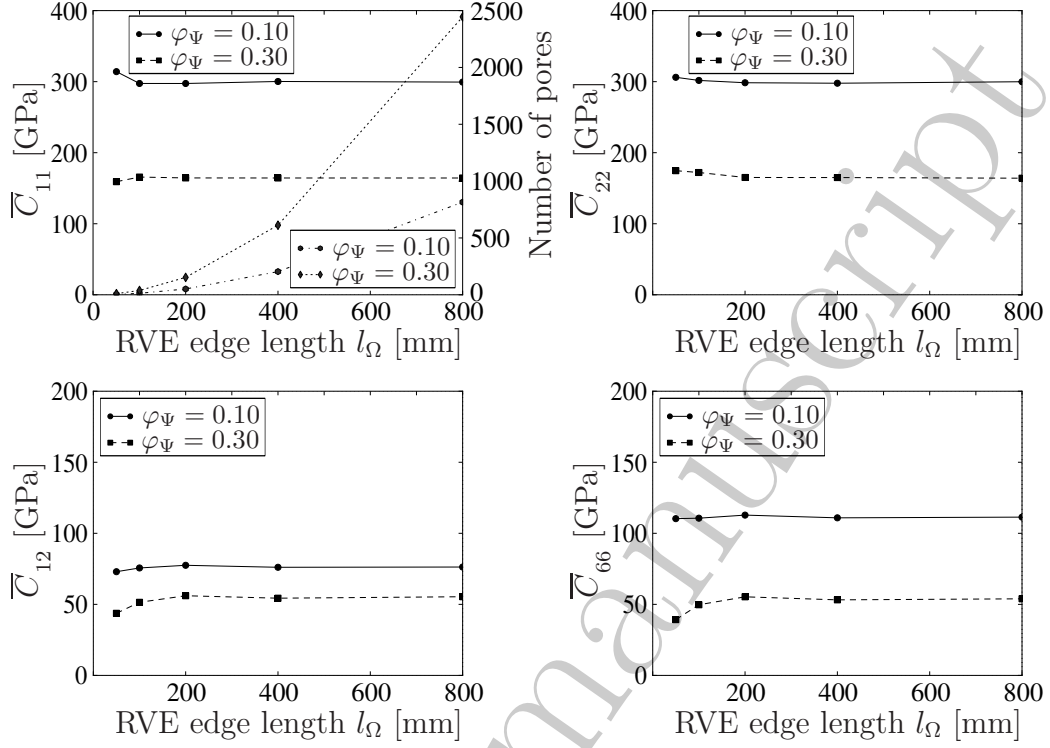 φ_Ψ = 0.10
φ_Ψ = 0.30
400
300
200
100
0
C̄₁₁ [GPa]
2500
2000
1500
1000
500
0
Number of pores
φ_Ψ = 0.10
φ_Ψ = 0.30
0 200 400 600 800
RVE edge length l_Ω [mm]
φ_Ψ = 0.10
φ_Ψ = 0.30
400
300
200
100
0
C̄₂₂ [GPa]
200 400 600 800
RVE edge length l_Ω [mm]
φ_Ψ = 0.10
φ_Ψ = 0.30
200
150
100
50
0
C̄₁₂ [GPa]
200 400 600 800
RVE edge length l_Ω [mm]
φ_Ψ = 0.10
φ_Ψ = 0.30
200
150
100
50
0
C̄₆₆ [GPa]
200 400 600 800
RVE edge length l_Ω [mm]
manuscript